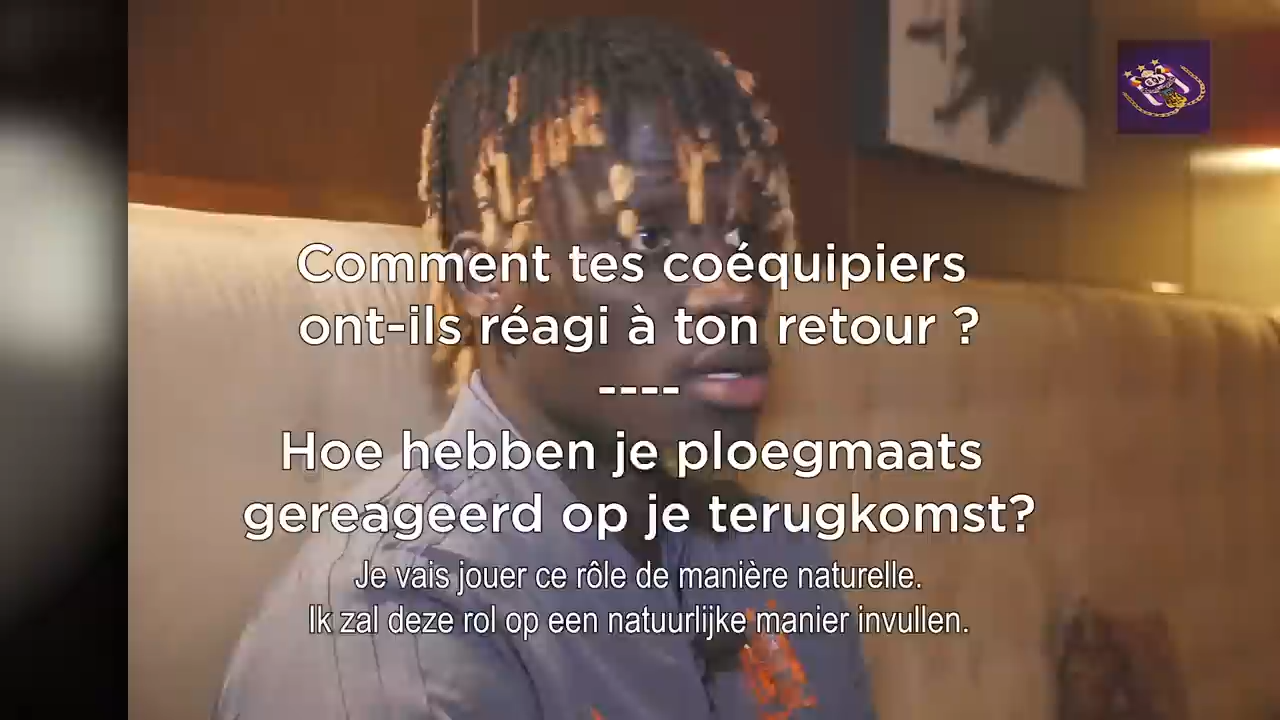 Comment tes coéquipiers
ont-ils réagi à ton retour ?
----
Hoe hebben je ploegmaats
gereageerd op je terugkomst?
Je vais jouer ce rôle de manière naturelle.
Ik zal deze rol op een natuurlijke manier invullen.